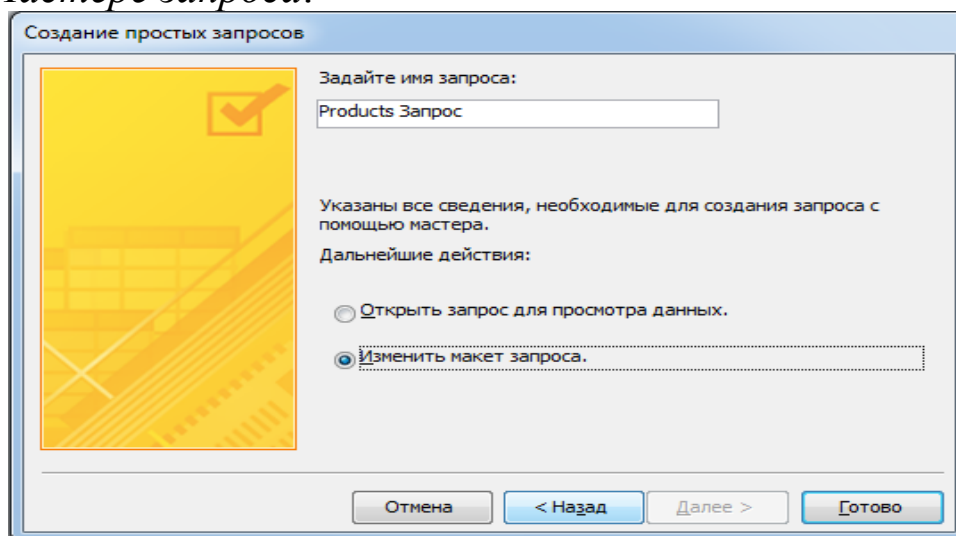 Создание простых запросов
Задайте имя запроса:
Products Запрос
Указаны все сведения, необходимые для создания запроса с
помощью мастера.
Дальнейшие действия:
Открыть запрос для просмотра данных.
Изменить макет запроса.
Отмена
< Назад
Далее >
Готово